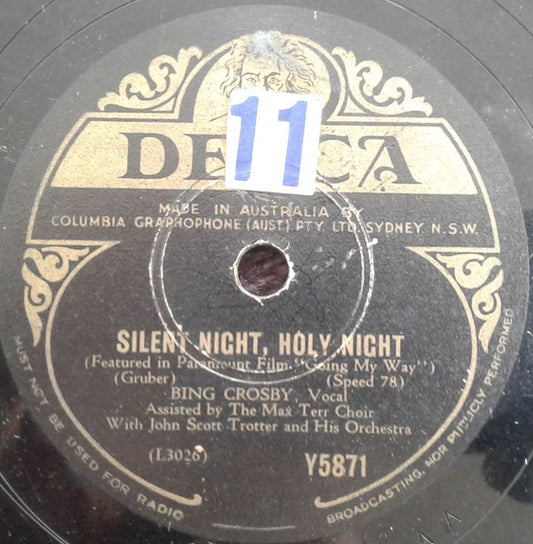 DECCA
11
MADE IN AUSTRALIA BY
COLUMBIA GRAPHOPHONE (AUST) PTY. LTD. SYDNEY N.S.W.
SILENT NIGHT, HOLY NIGHT
(Featured in Paramount Film "Going My Way")
(Gruber) (Speed 78)
BING CROSBY, Vocal
Assisted by The Max Terr Choir
With John Scott Trotter and His Orchestra
(L3026) Y5871
MUST NOT BE USED FOR RADIO BROADCASTING, NOR PUBLICLY PERFORMED
A A